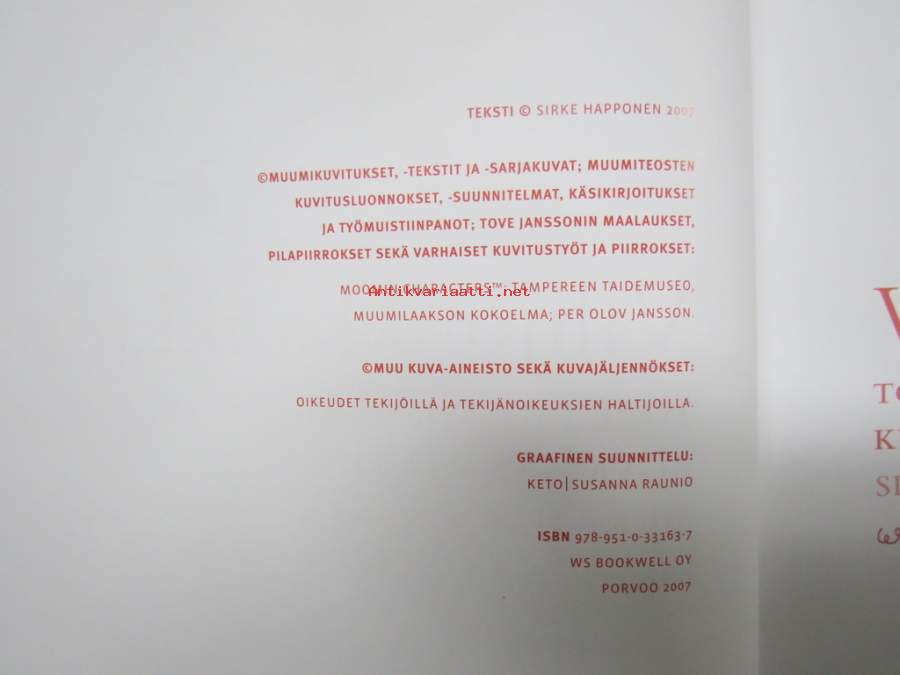 TEKSTI © SIRKE HAPPONEN 2007
©MUUMIKUVITUKSET, -TEKSTIT JA -SARJAKUVAT; MUUMITEOSTEN
KUVITUSLUONNOKSET, -SUUNNITELMAT, KÄSIKIRJOITUKSET
JA TYÖMUISTIINPANOT; TOVE JANSSONIN MAALAUKSET,
PILAPIIRROKSET SEKÄ VARHAISET KUVITUSTYÖT JA PIIRROKSET:
MOOMIN CHARACTERS™; TAMPEREEN TAIDEMUSEO,
Antikvariaatti.net
MUUMILAAKSON KOKOELMA; PER OLOV JANSSON.
©MUU KUVA-AINEISTO SEKÄ KUVAJÄLJENNÖKSET:
OIKEUDET TEKIJÖILLÄ JA TEKIJÄNOIKEUKSIEN HALTIJOILLA.
GRAAFINEN SUUNNITTELU:
KETO|SUSANNA RAUNIO
ISBN 978-951-0-33163-7
WS BOOKWELL OY
PORVOO 2007